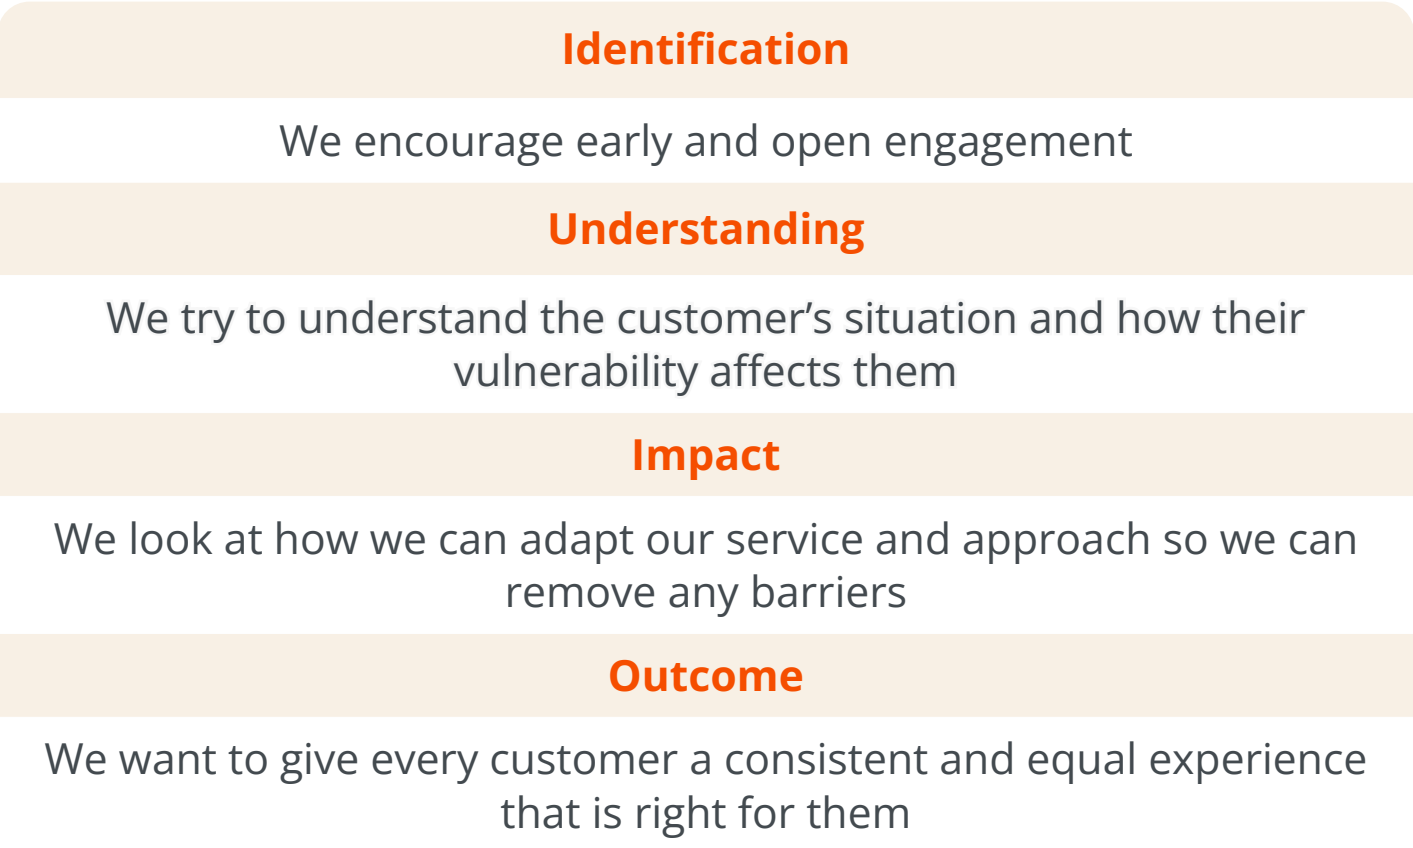 Identification
We encourage early and open engagement
Understanding
We try to understand the customer’s situation and how their
vulnerability affects them
Impact
We look at how we can adapt our service and approach so we can
remove any barriers
Outcome
We want to give every customer a consistent and equal experience
that is right for them